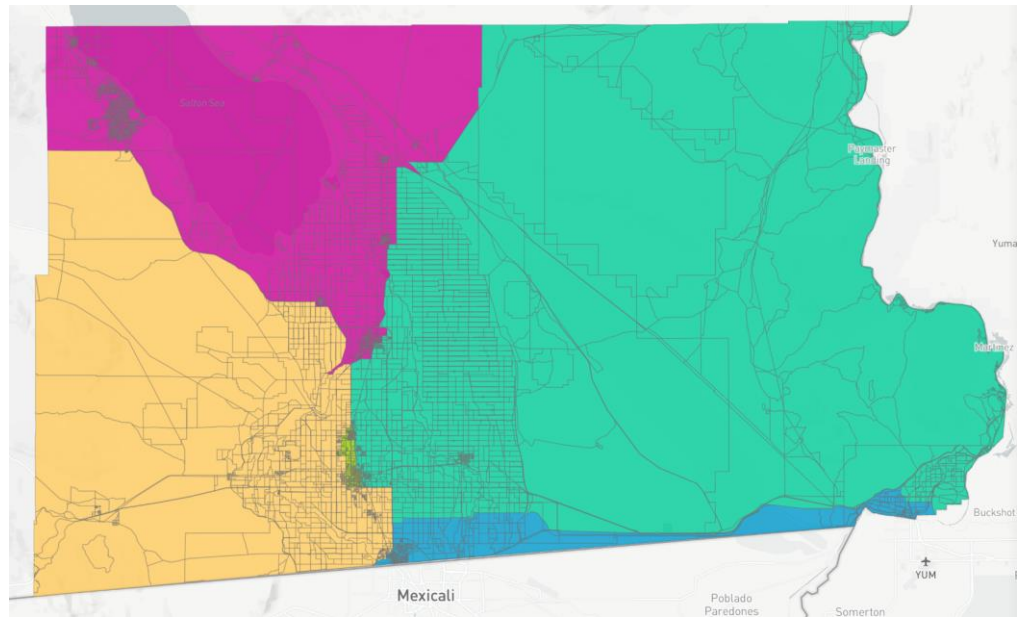 Salton Sea
Paymaster
Landing
Yuma
Martinez
Buckshot
YUM
Mexicali
Poblado
Paredones
Somerton